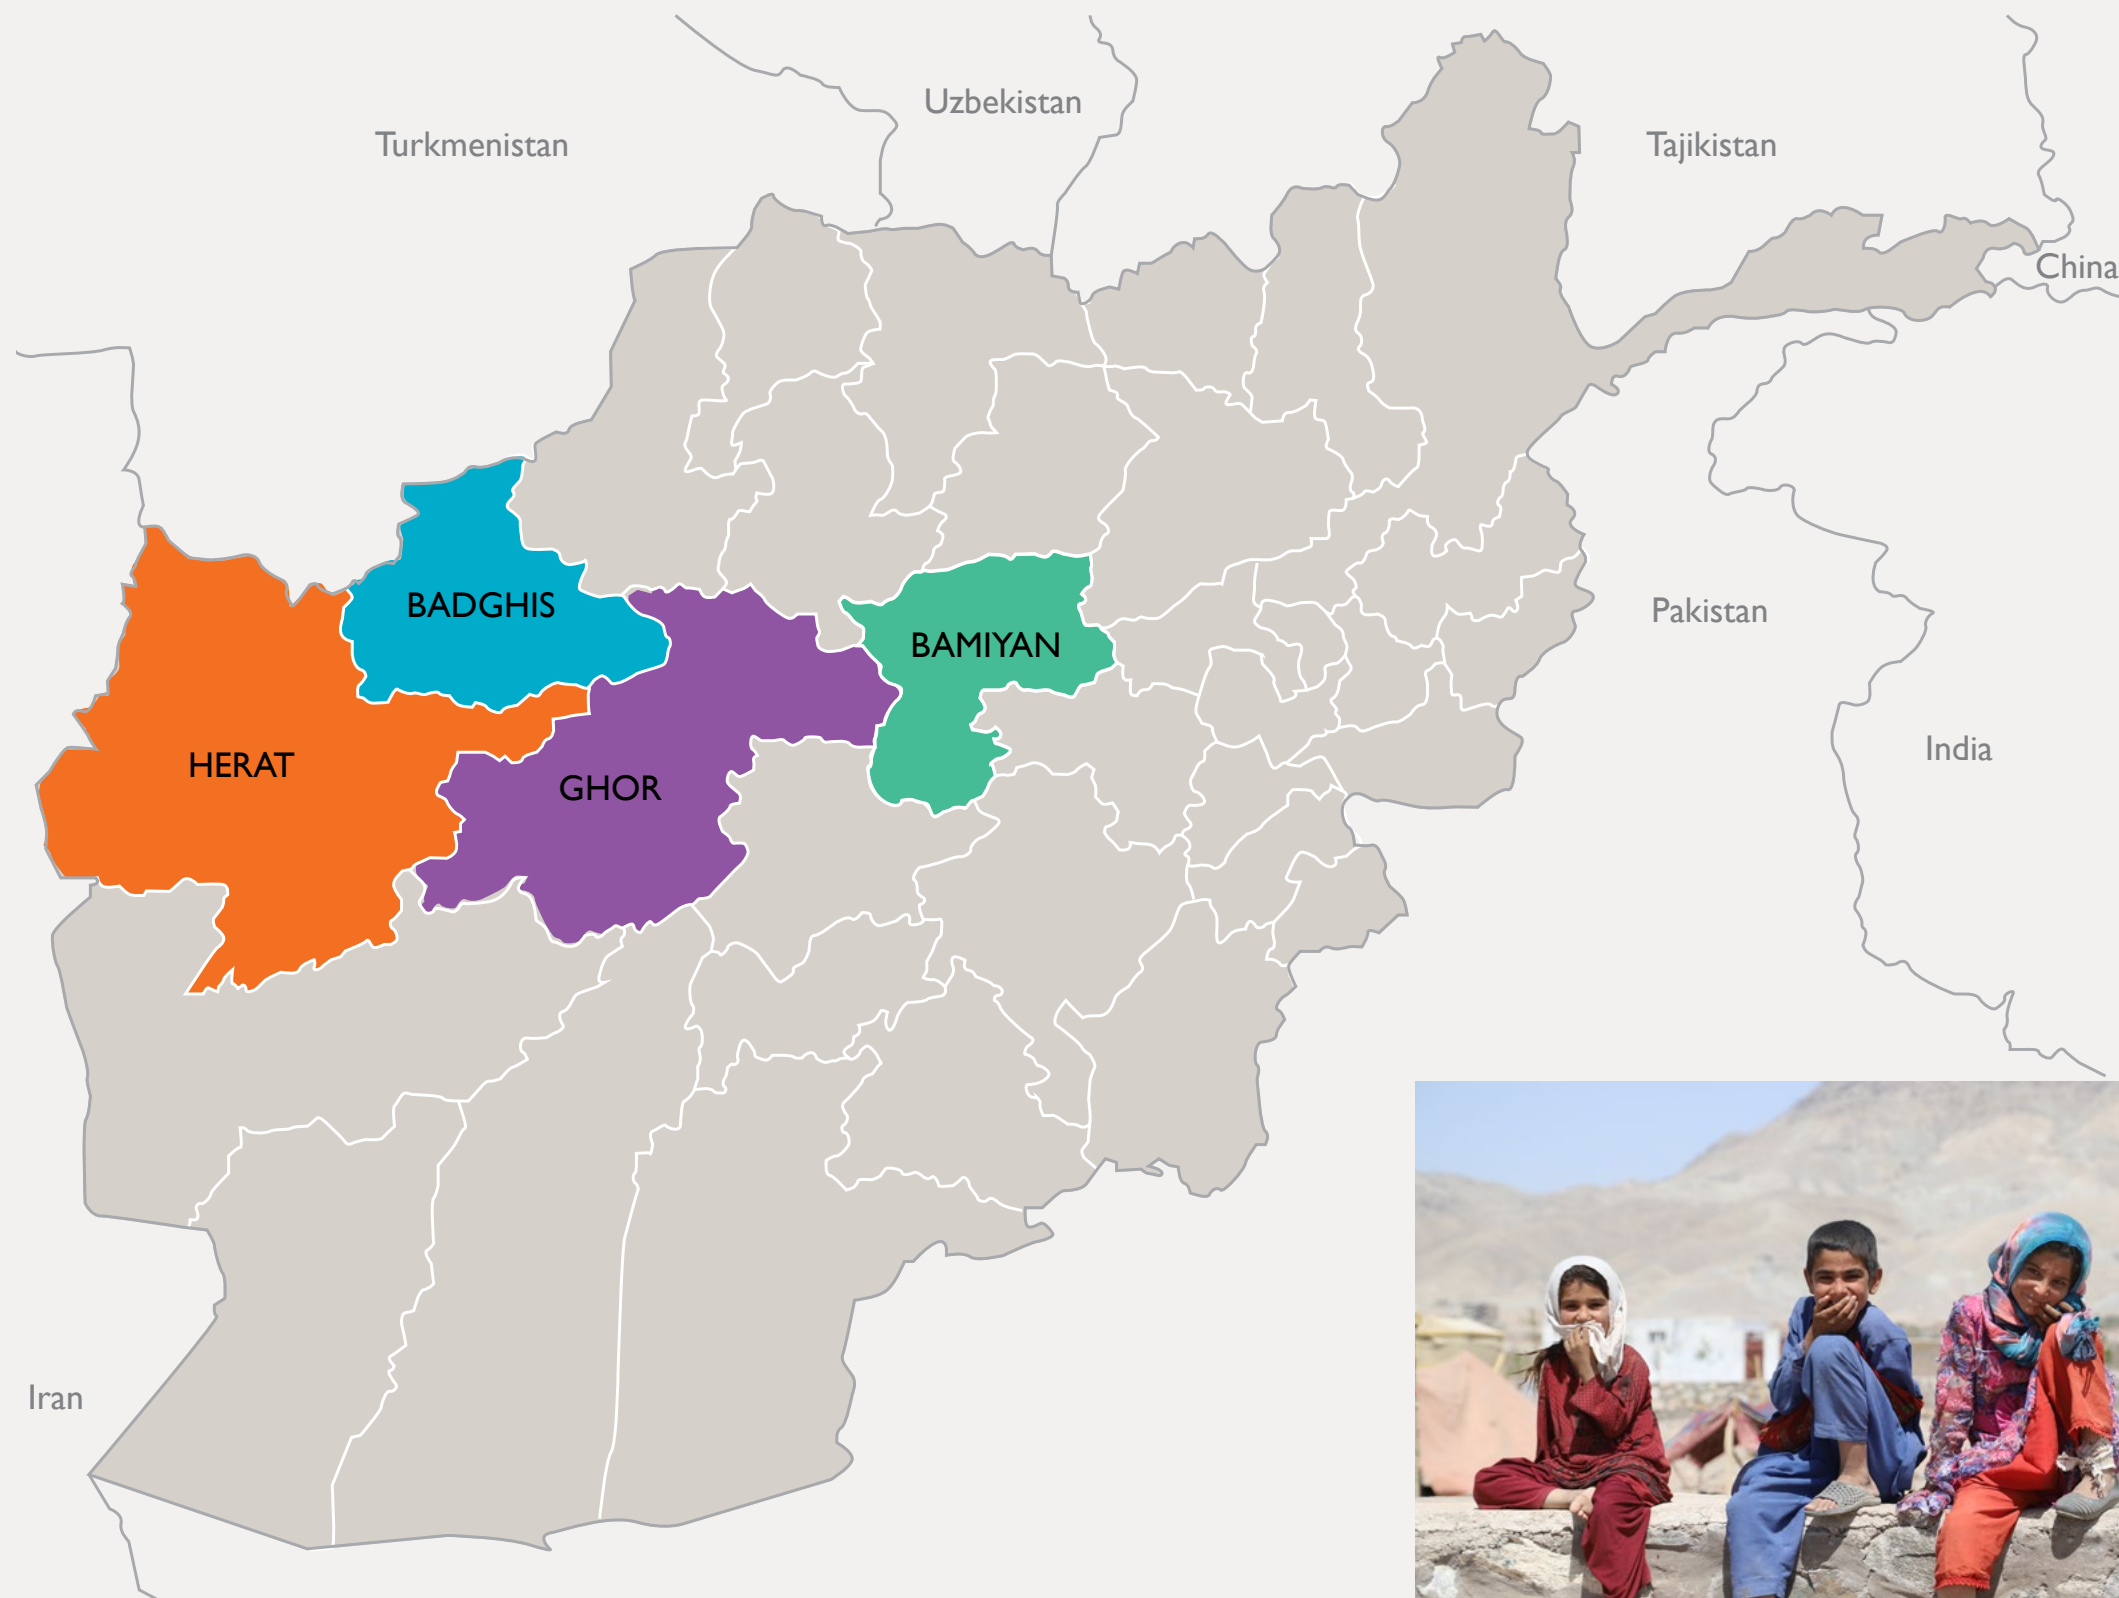 Uzbekistan
Turkmenistan
Tajikistan
China
BADGHIS
Pakistan
BAMIYAN
India
HERAT
GHOR
Iran